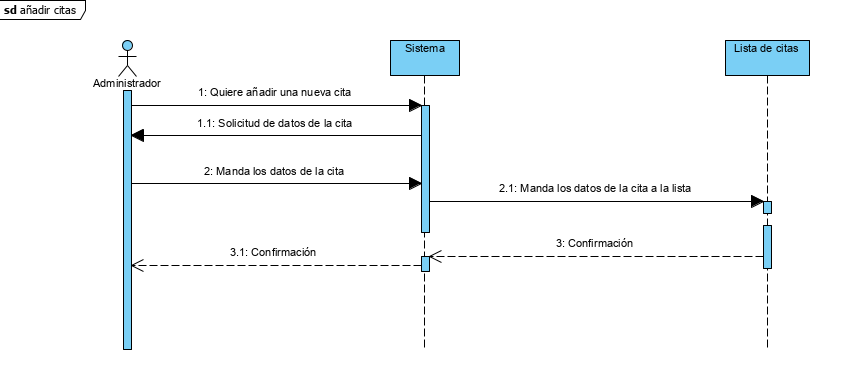 sd añadir citas
Sistema
Lista de citas
Administrador
1: Quiere añadir una nueva cita
1.1: Solicitud de datos de la cita
2: Manda los datos de la cita
2.1: Manda los datos de la cita a la lista
3: Confirmación
3.1: Confirmación